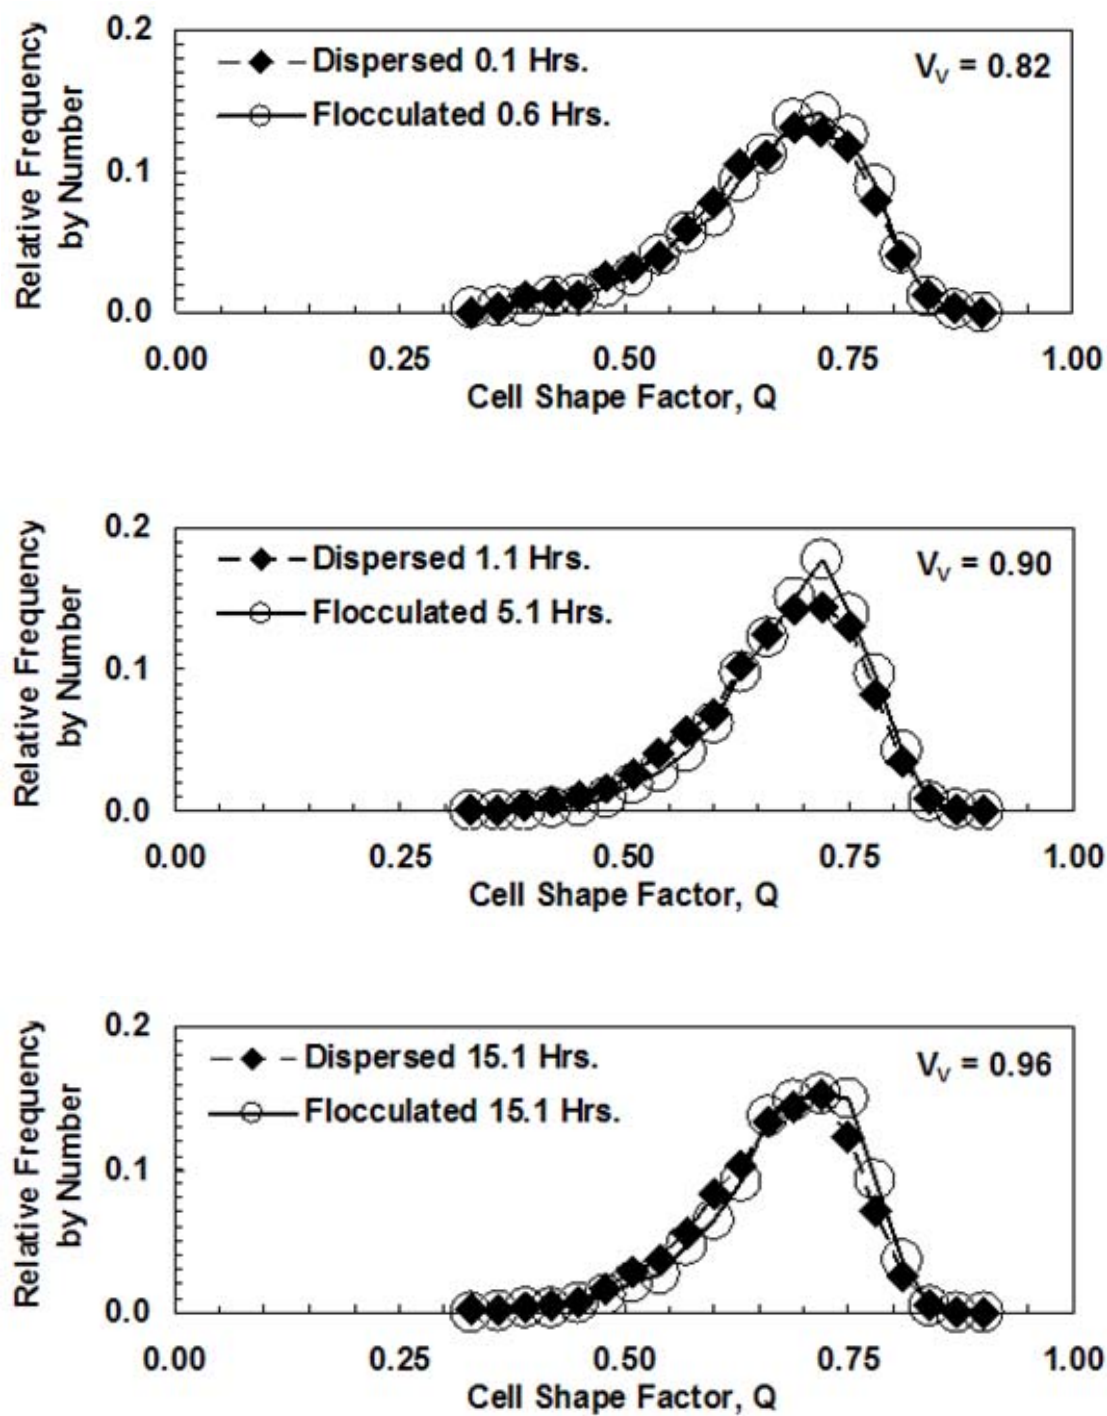 Relative Frequency
by Number
0.2
0.1
0.0
Dispersed 0.1 Hrs.
Flocculated 0.6 Hrs.
Vv = 0.82
0.00 0.25 0.50 0.75 1.00
Cell Shape Factor, Q
Relative Frequency
by Number
0.2
0.1
0.0
Dispersed 1.1 Hrs.
Flocculated 5.1 Hrs.
Vv = 0.90
0.00 0.25 0.50 0.75 1.00
Cell Shape Factor, Q
Relative Frequency
by Number
0.2
0.1
0.0
Dispersed 15.1 Hrs.
Flocculated 15.1 Hrs.
Vv = 0.96
0.00 0.25 0.50 0.75 1.00
Cell Shape Factor, Q